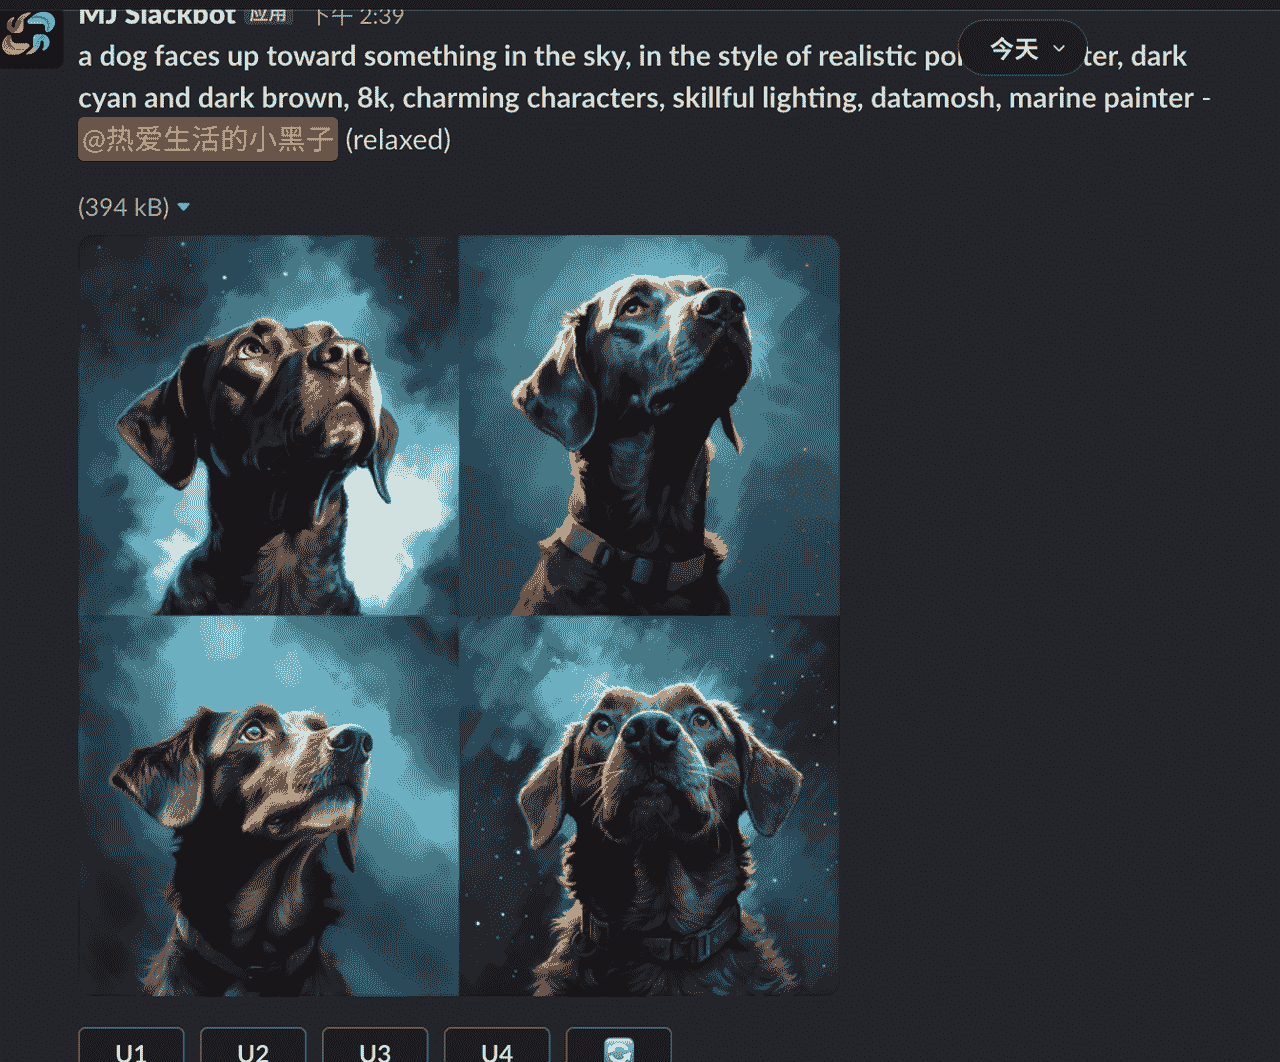 MJ Slackbot 应用 下午 2:39
今天
a dog faces up toward something in the sky, in the style of realistic ter, dark
cyan and dark brown, 8k, charming characters, skillful lighting, datamosh, marine painter -
@热爱生活的小黑子 (relaxed)
(394 kB)
U1 U2 U3 U4